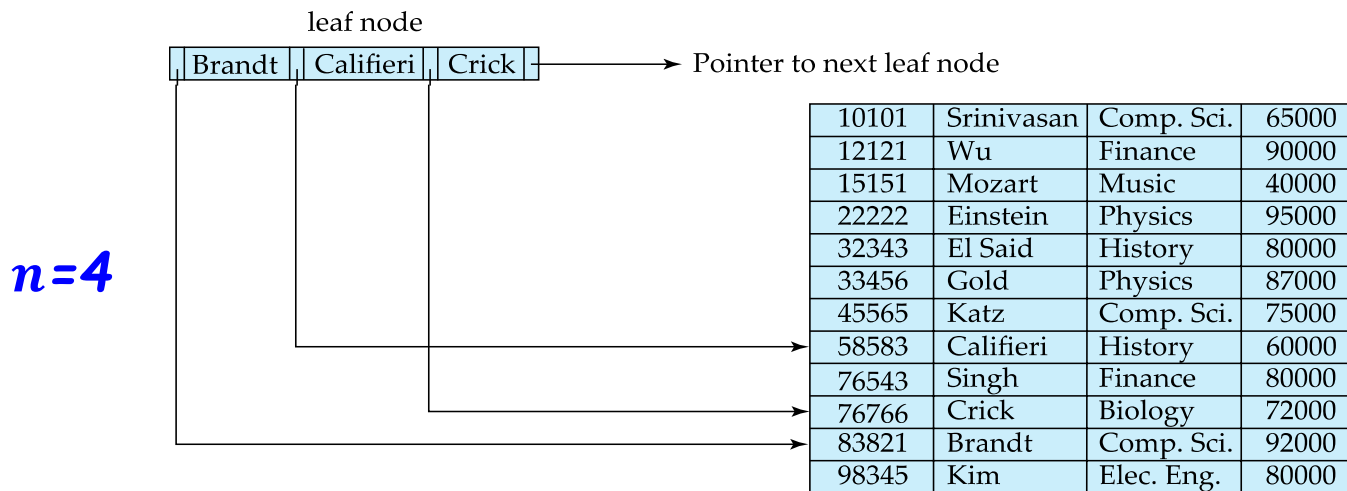 leaf node
Brandt Califieri Crick Pointer to next leaf node
10101 Srinivasan Comp. Sci. 65000
12121 Wu Finance 90000
15151 Mozart Music 40000
22222 Einstein Physics 95000
32343 El Said History 80000
n=4
33456 Gold Physics 87000
45565 Katz Comp. Sci. 75000
58583 Califieri History 60000
76543 Singh Finance 80000
76766 Crick Biology 72000
83821 Brandt Comp. Sci. 92000
98345 Kim Elec. Eng. 80000